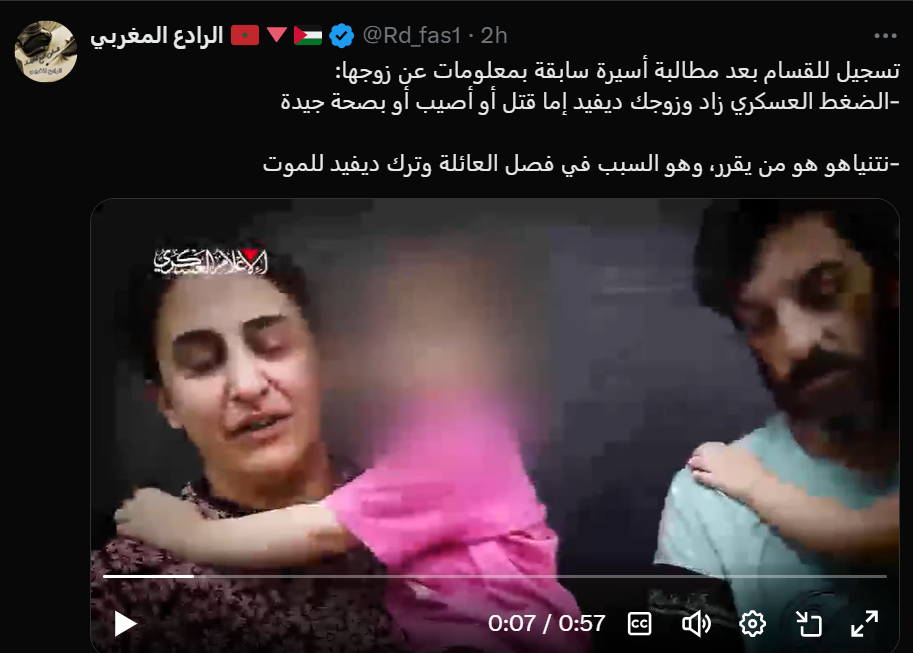 الرادع المغربي @Rd_fas1 · 2h
تسجيل للقسام بعد مطالبة أسيرة سابقة بمعلومات عن زوجها:
-الضغط العسكري زاد وزوجك ديفيد إما قتل أو أصيب أو بصحة جيدة
-نتنياهو هو من يقرر، وهو السبب في فصل العائلة وترك ديفيد للموت
الإعلام العسكري
0:07 / 0:57
CC